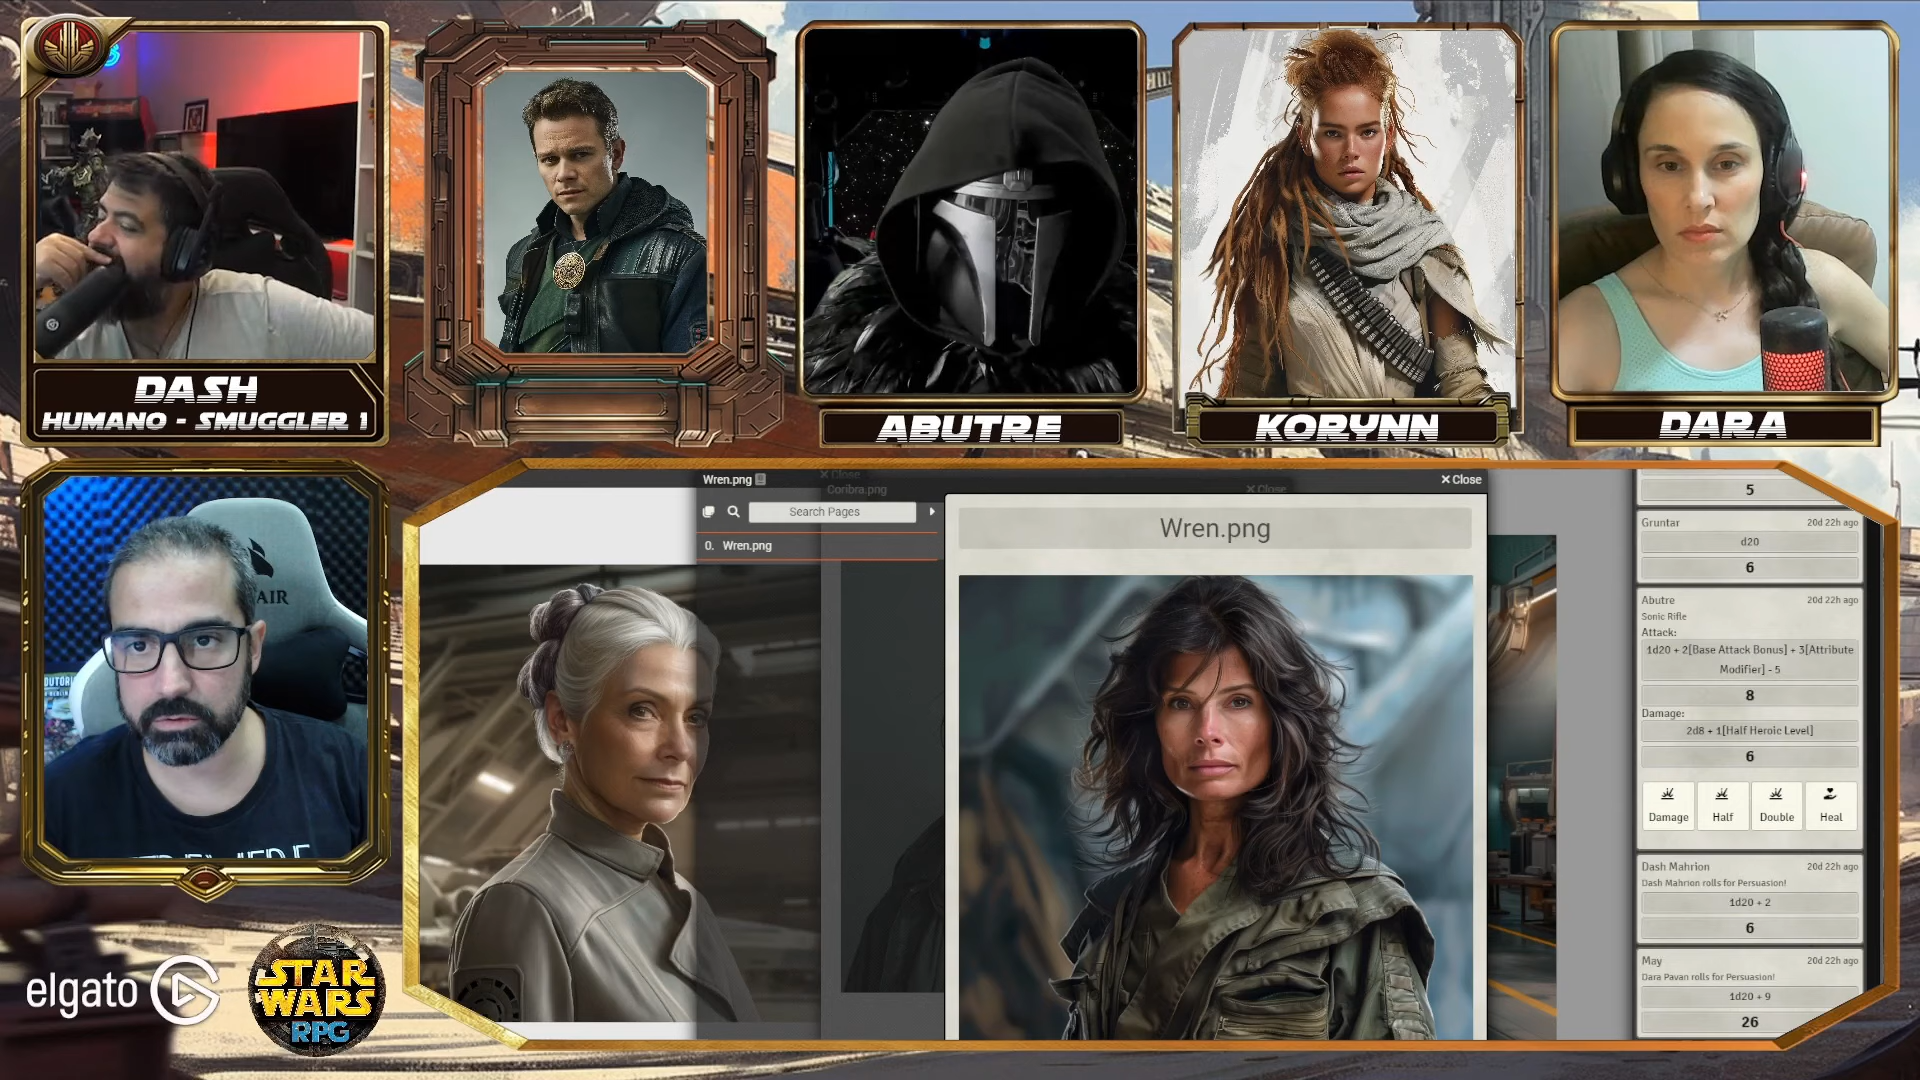 DASH
HUMANO - SMUGGLER 1
ABUTRE
KORYNN
DARA
AIR
elgato
STAR
WARS
RPG
Wren.png
Close
Search Pages
0. Wren.png
Close
Coribra.png
Close
Wren.png
5
Gruntar 20d 22h ago
d20
6
Abutre 20d 22h ago
Sonic Rifle
Attack:
1d20 + 2[Base Attack Bonus] + 3[Attribute
Modifier] - 5
8
Damage:
2d8 + 1[Half Heroic Level]
6
Damage Half Double Heal
Dash Mahrion 20d 22h ago
Dash Mahrion rolls for Persuasion!
1d20 + 2
6
May 20d 22h ago
Dara Pavan rolls for Persuasion!
1d20 + 9
26